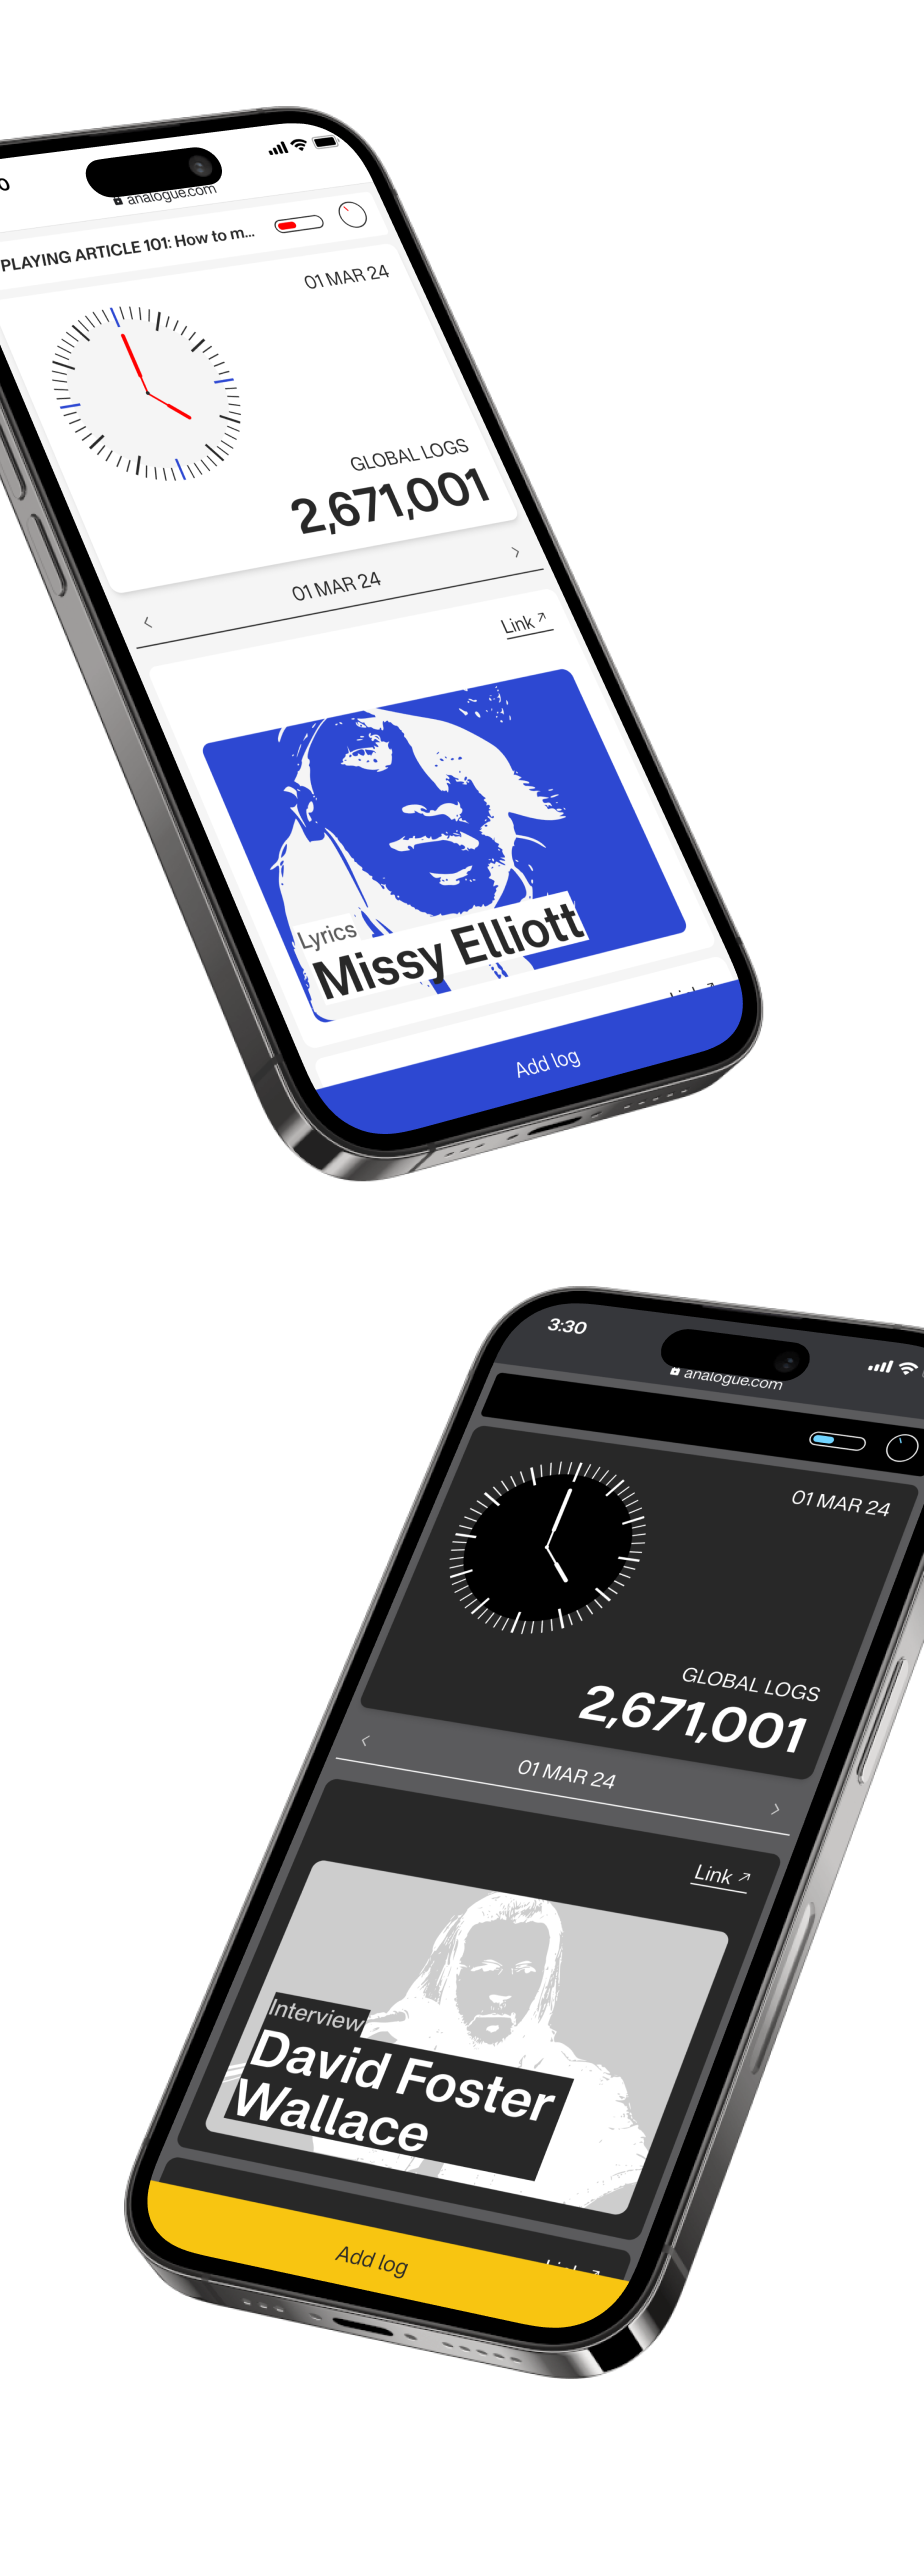 analogue.com
PLAYING ARTICLE 101: How to m...
01 MAR 24
GLOBAL LOGS
2,671,001
01 MAR 24
Link
Lyrics
Missy Elliott
Add log
3:30
analogue.com
01 MAR 24
GLOBAL LOGS
2,671,001
01 MAR 24
Link
Interview
David Foster
Wallace
Add log